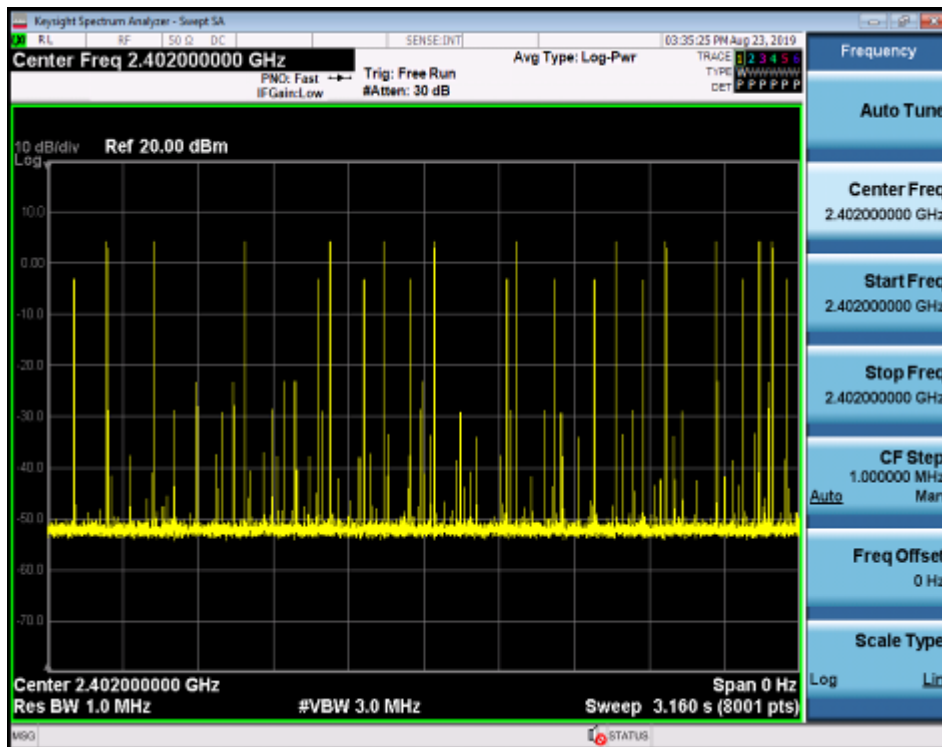 Keysight Spectrum Analyzer - Swept SA
RL RF 50 Ω DC SENSE:INT 03:35:25 PM Aug 23, 2019
Center Freq 2.402000000 GHz Avg Type: Log-Pwr TRACE 1 2 3 4 5 6
PNO: Fast Trig: Free Run TYPE
IFGain:Low #Atten: 30 dB DET P P P P P P
Frequency
Auto Tune
Center Freq
2.402000000 GHz
Start Freq
2.402000000 GHz
Stop Freq
2.402000000 GHz
CF Step
1.000000 MHz
Auto Man
Freq Offset
0 Hz
Scale Type
Log Lin
10 dB/div Ref 20.00 dBm
Log
10.0
0.00
-10.0
-20.0
-30.0
-40.0
-50.0
-60.0
-70.0
Center 2.402000000 GHz Span 0 Hz
Res BW 1.0 MHz #VBW 3.0 MHz Sweep 3.160 s (8001 pts)
MSG STATUS